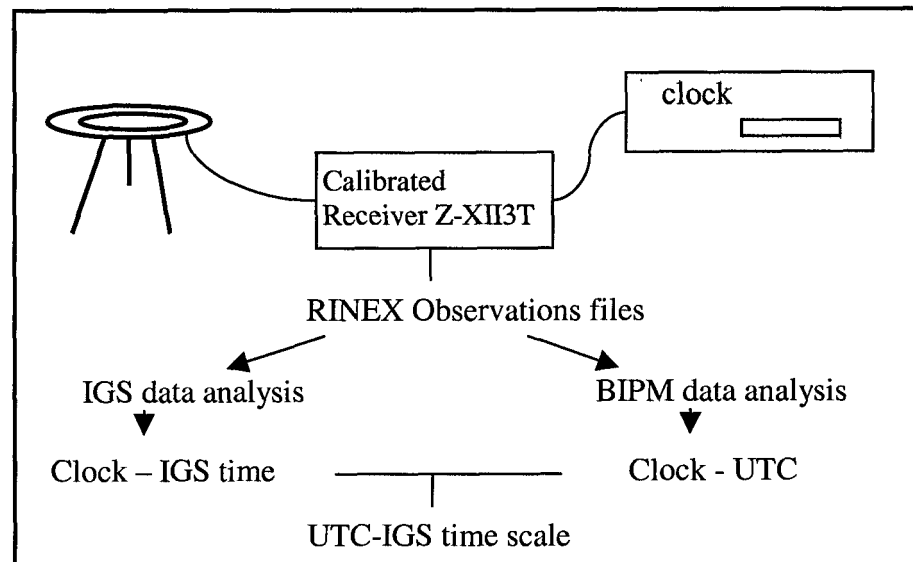 clock
Calibrated
Receiver Z-XII3T
RINEX Observations files
IGS data analysis
BIPM data analysis
Clock – IGS time
Clock - UTC
UTC-IGS time scale